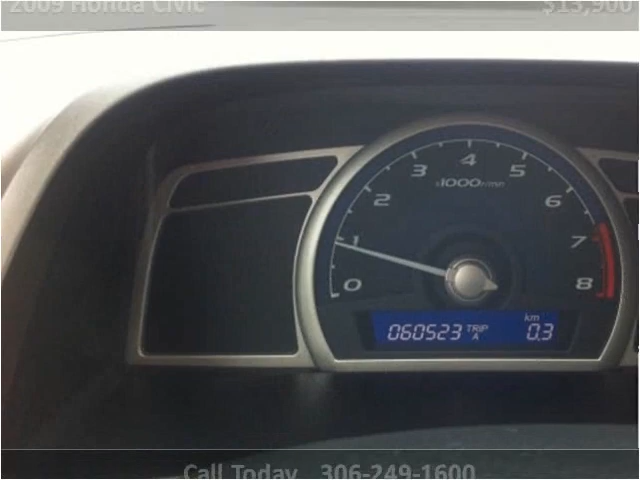 2009 Honda Civic $13,900
4
3 5
x1000r/min
2 6
1 7
0 8
km
060523 TRIP A 0.3
Call Today 306-249-1600